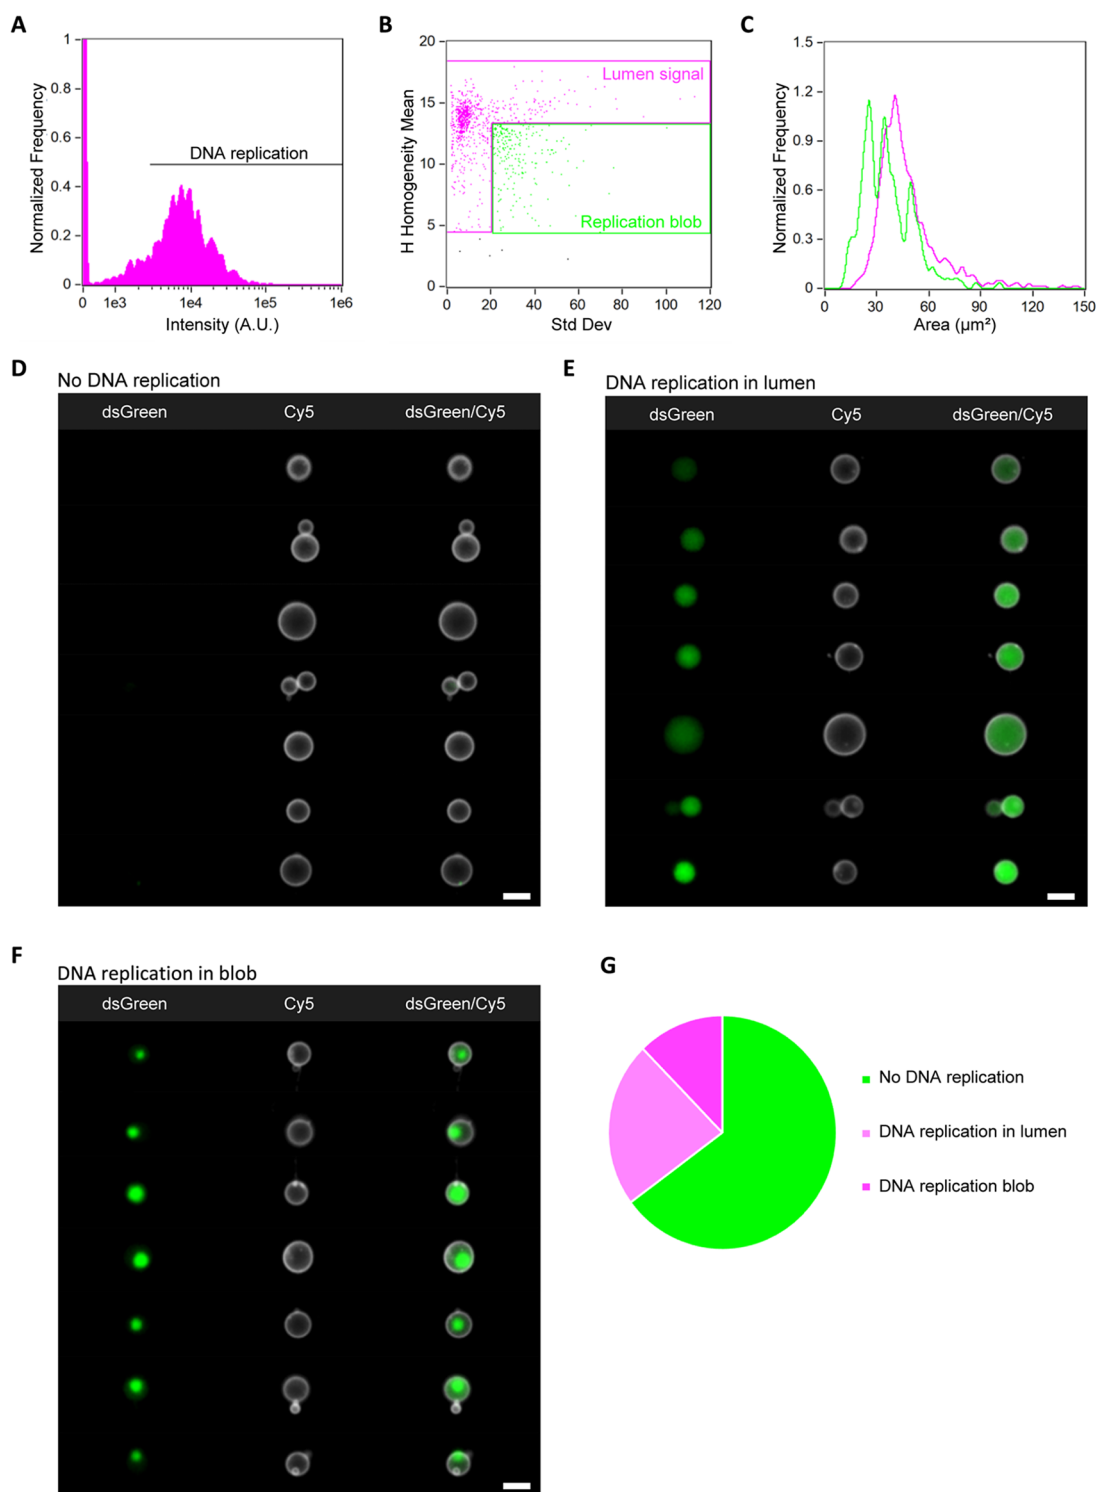 A
1
0.8
0.6
0.4
0.2
0
Normalized Frequency
DNA replication
0 1e3 1e4 1e5 1e6
Intensity (A.U.)
B
20
15
10
5
0
H Homogeneity Mean
Lumen signal
Replication blob
0 20 40 60 80 100 120
Std Dev
C
1.5
1.2
0.9
0.6
0.3
0
Normalized Frequency
0 30 60 90 120 150
Area (µm²)
D
No DNA replication
dsGreen Cy5 dsGreen/Cy5
E
DNA replication in lumen
dsGreen Cy5 dsGreen/Cy5
F
DNA replication in blob
dsGreen Cy5 dsGreen/Cy5
G
No DNA replication
DNA replication in lumen
DNA replication blob